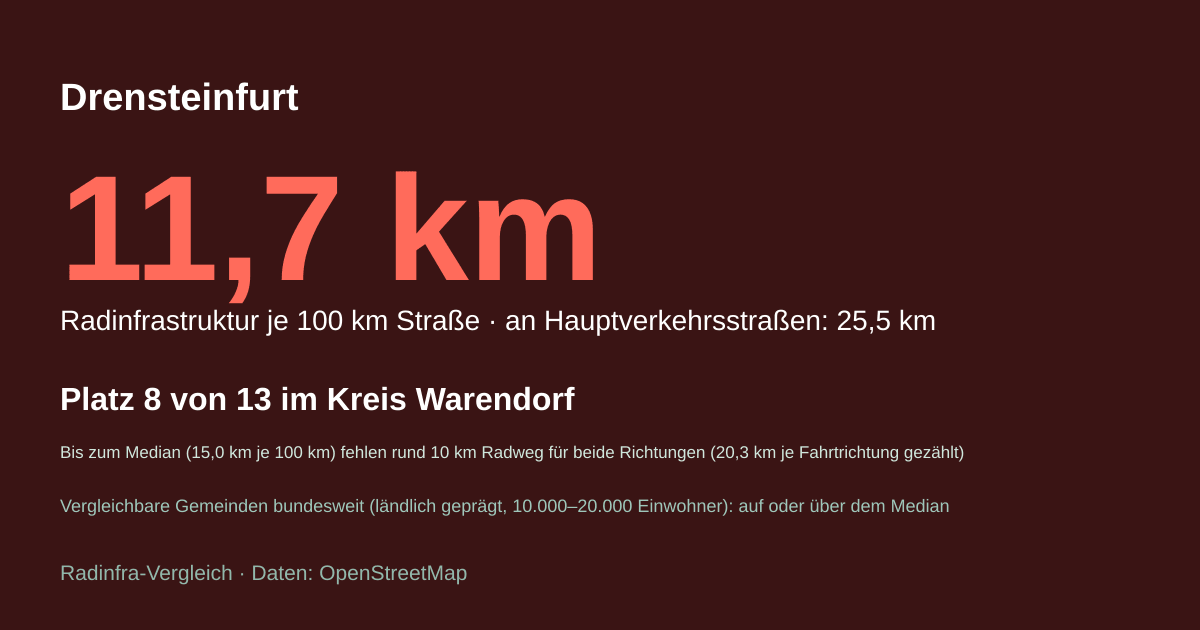 Drensteinfurt
11,7 km
Radinfrastruktur je 100 km Straße · an Hauptverkehrsstraßen: 25,5 km
Platz 8 von 13 im Kreis Warendorf
Bis zum Median (15,0 km je 100 km) fehlen rund 10 km Radweg für beide Richtungen (20,3 km je Fahrtrichtung gezählt)
Vergleichbare Gemeinden bundesweit (ländlich geprägt, 10.000–20.000 Einwohner): auf oder über dem Median
Radinfra-Vergleich · Daten: OpenStreetMap